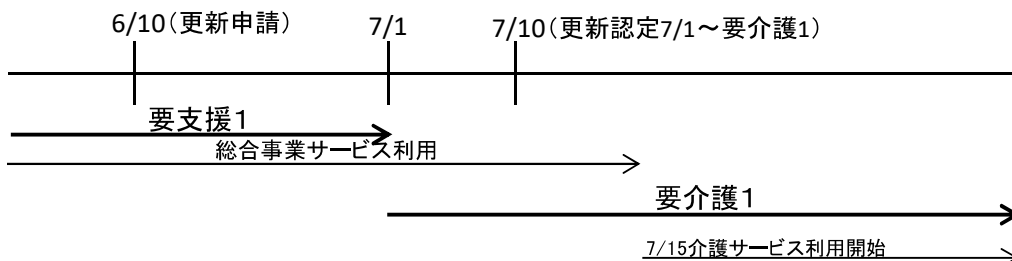 6/10(更新申請) 7/1 7/10(更新認定7/1～要介護1)
要支援1
総合事業サービス利用
要介護1
7/15介護サービス利用開始